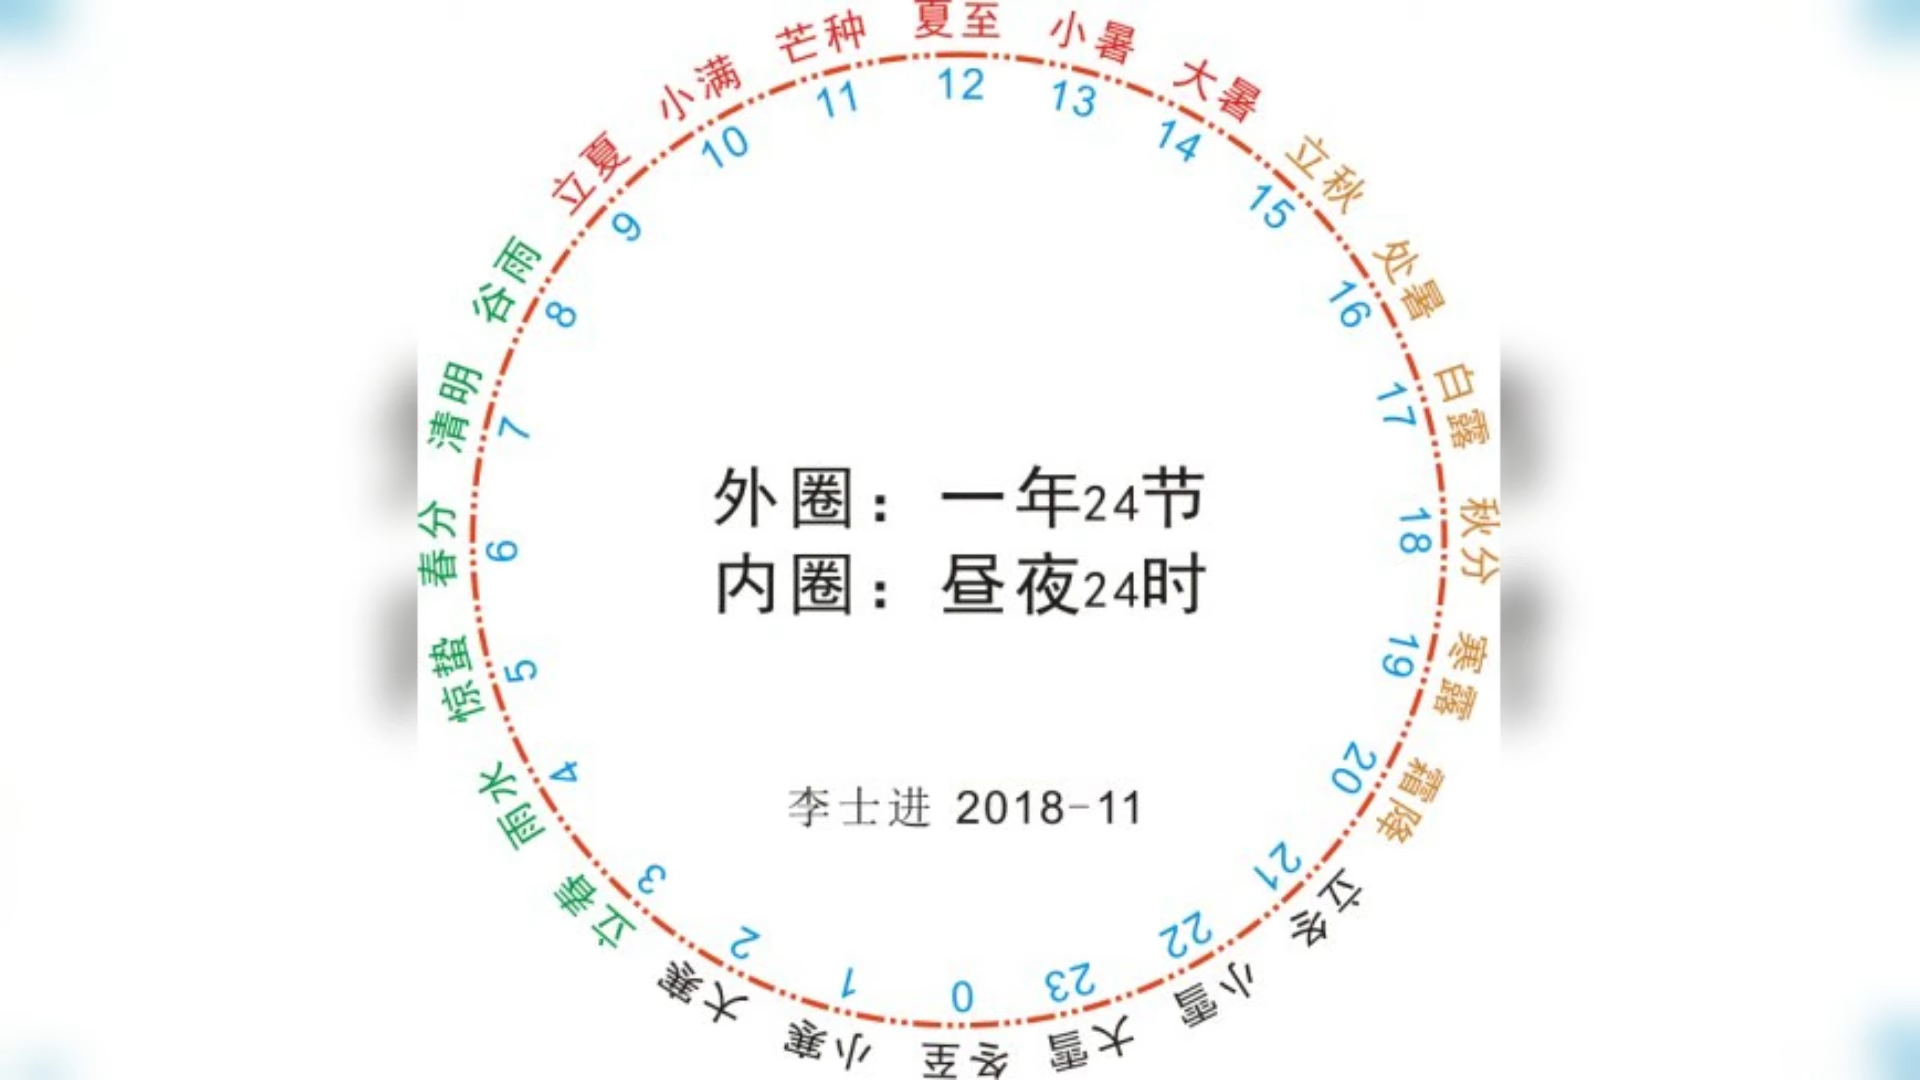 夏至
小暑
大暑
立秋
处暑
白露
秋分
寒露
霜降
立冬
小雪
大雪
冬至
小寒
大寒
立春
雨水
惊蛰
春分
清明
谷雨
立夏
小满
芒种
12
13
14
15
16
17
18
19
20
21
22
23
0
1
2
3
4
5
6
7
8
9
10
11
外圈：一年24节
内圈：昼夜24时
李士进 2018-11